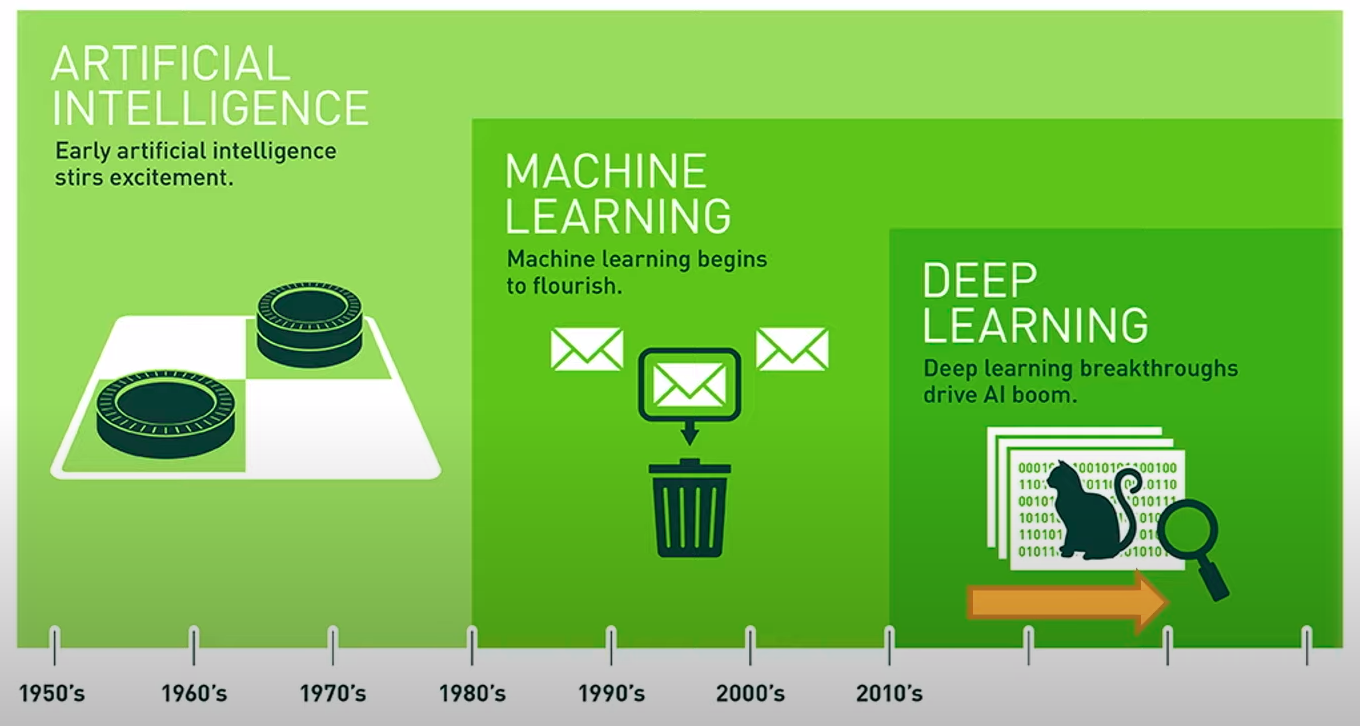 ARTIFICIAL
INTELLIGENCE
Early artificial intelligence
stirs excitement.
MACHINE
LEARNING
Machine learning begins
to flourish.
DEEP
LEARNING
Deep learning breakthroughs
drive AI boom.
1950's
1960's
1970's
1980's
1990's
2000's
2010's